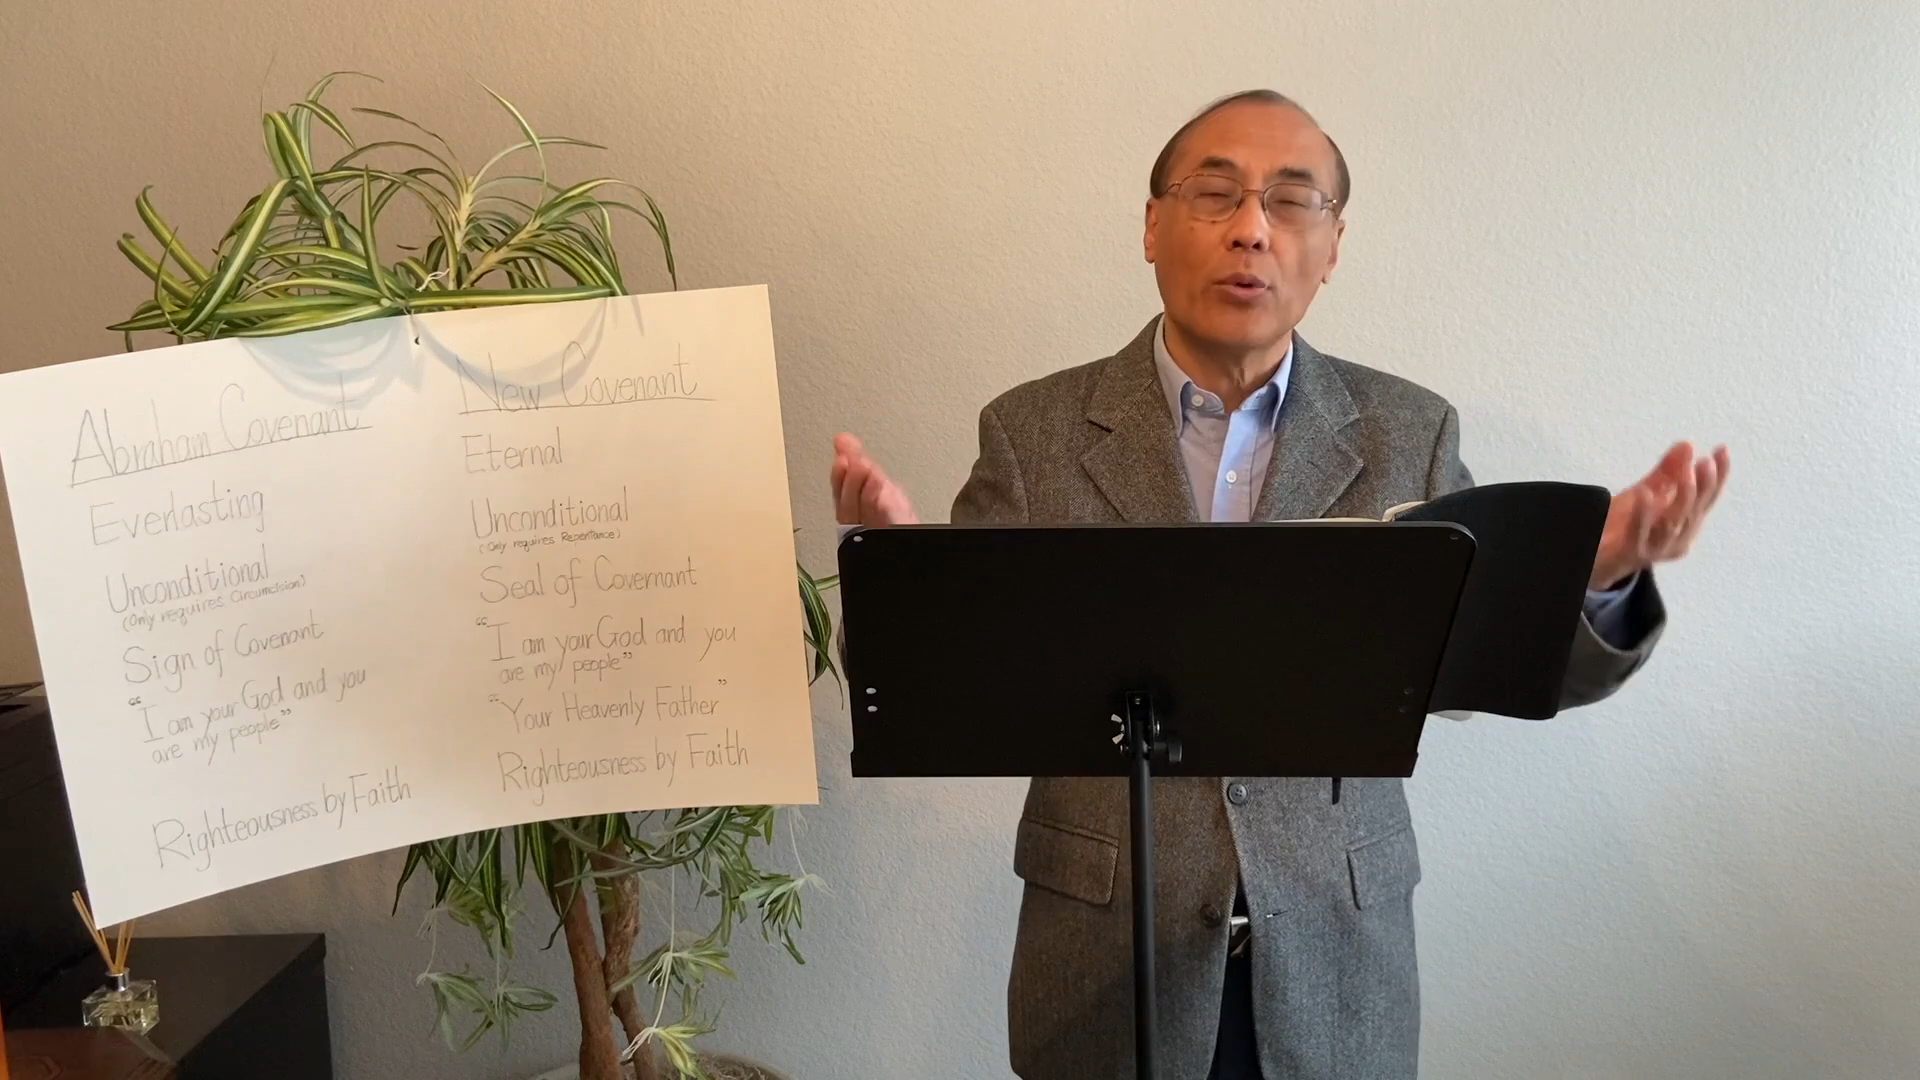 Abraham Covenant
Everlasting
Unconditional
(Only requires Circumcision)
Sign of Covenant
"I am your God and you
are my people"
Righteousness by Faith
New Covenant
Eternal
Unconditional
(Only requires Repentance)
Seal of Covernant
"I am your God and you
are my people"
"Your Heavenly Father"
Righteousness by Faith